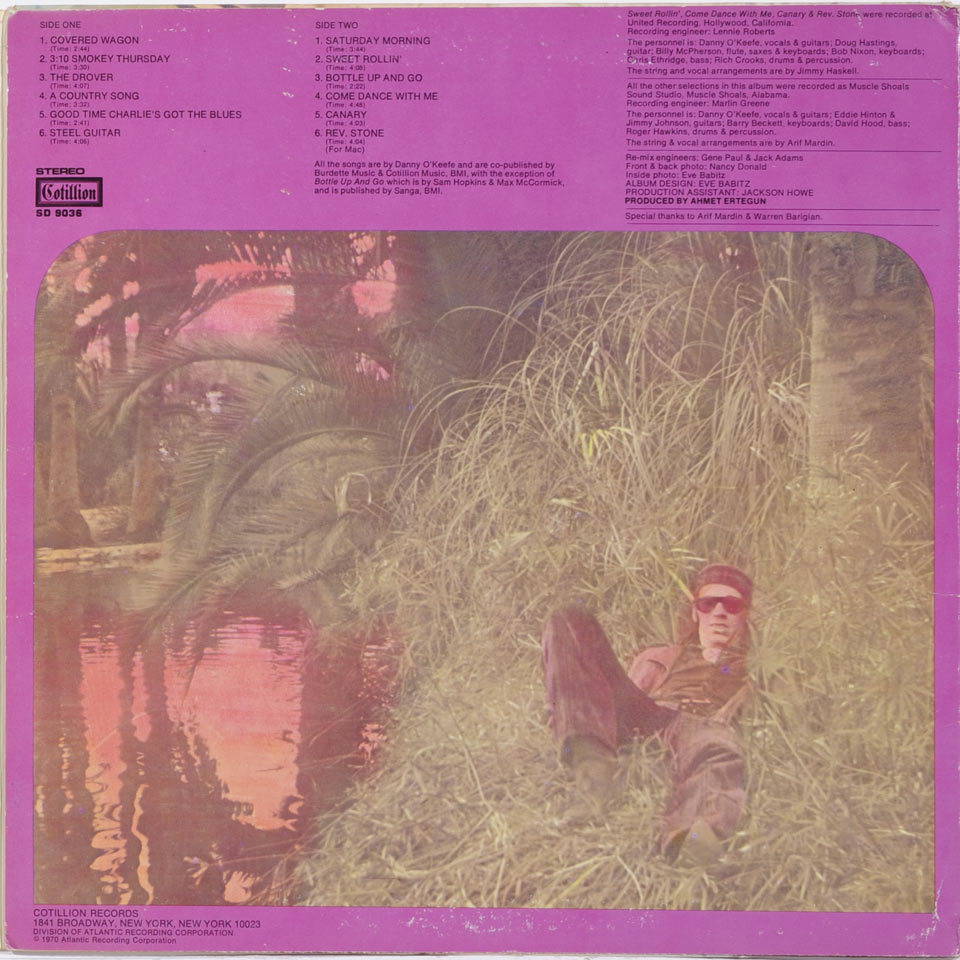 SIDE ONE
1. COVERED WAGON
(Time: 2:44)
2. 3:10 SMOKEY THURSDAY
(Time: 3:30)
3. THE DROVER
(Time: 4:07)
4. A COUNTRY SONG
(Time: 3:32)
5. GOOD TIME CHARLIE'S GOT THE BLUES
(Time: 2:41)
6. STEEL GUITAR
(Time: 4:06)
STEREO
Cotillion
SD 9036
SIDE TWO
1. SATURDAY MORNING
(Time: 3:44)
2. SWEET ROLLIN'
(Time: 4:08)
3. BOTTLE UP AND GO
(Time: 2:22)
4. COME DANCE WITH ME
(Time: 4:48)
5. CANARY
(Time: 4:03)
6. REV. STONE
(Time: 4:04)
(For Mac)
All the songs are by Danny O'Keefe and are co-published by
Burdette Music & Cotillion Music, BMI, with the exception of
Bottle Up And Go which is by Sam Hopkins & Max McCormick,
and is published by Sanga, BMI.
Sweet Rollin', Come Dance With Me, Canary & Rev. Stone were recorded at
United Recording, Hollywood, California.
Recording engineer: Lennie Roberts
The personnel is: Danny O'Keefe, vocals & guitars; Doug Hastings,
guitar; Billy McPherson, flute, saxes & keyboards; Bob Nixon, keyboards;
Chris Ethridge, bass; Rich Crooks, drums & percussion.
The string and vocal arrangements are by Jimmy Haskell.
All the other selections in this album were recorded as Muscle Shoals
Sound Studio, Muscle Shoals, Alabama.
Recording engineer: Marlin Greene
The personnel is: Danny O'Keefe, vocals & guitars; Eddie Hinton &
Jimmy Johnson, guitars; Barry Beckett, keyboards; David Hood, bass;
Roger Hawkins, drums & percussion.
The string & vocal arrangements are by Arif Mardin.
Re-mix engineers: Gene Paul & Jack Adams
Front & back photo: Nancy Donald
Inside photo: Eve Babitz
ALBUM DESIGN: EVE BABITZ
PRODUCTION ASSISTANT: JACKSON HOWE
PRODUCED BY AHMET ERTEGUN
Special thanks to Arif Mardin & Warren Barigian.
COTILLION RECORDS
1841 BROADWAY, NEW YORK, NEW YORK 10023
DIVISION OF ATLANTIC RECORDING CORPORATION
© 1970 Atlantic Recording Corporation